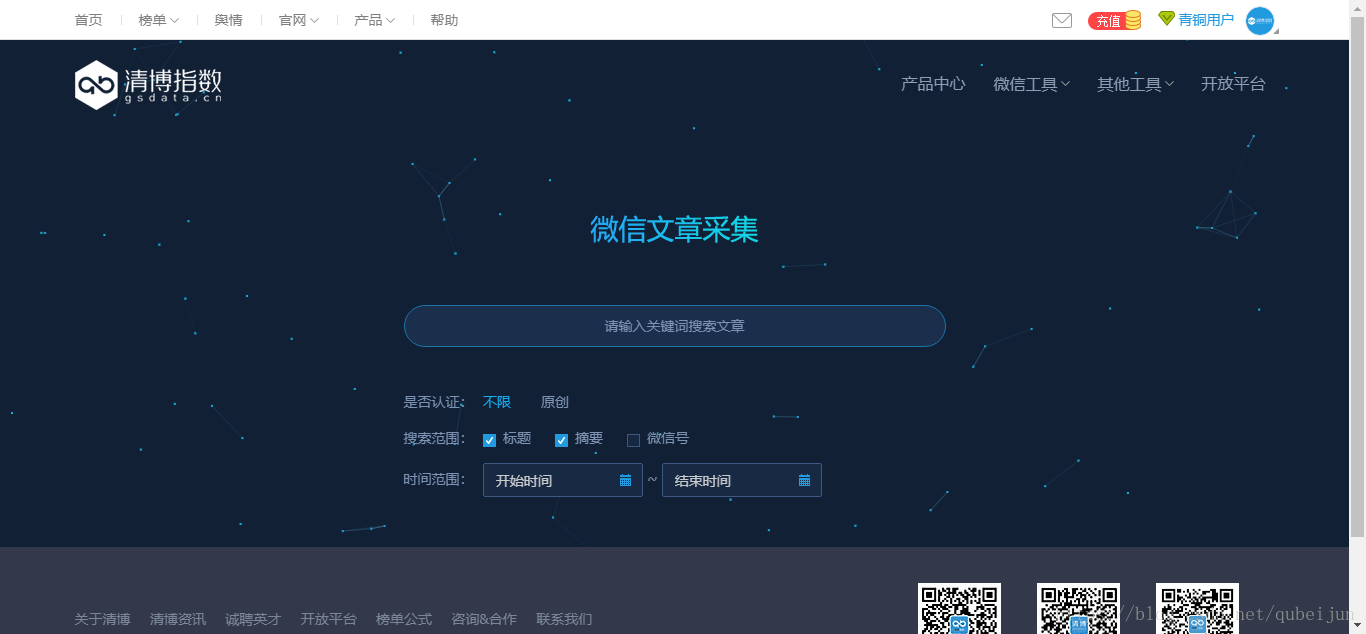 首页 榜单 舆情 官网 产品 帮助 充值 青铜用户
清博指数
gsdata.cn
产品中心 微信工具 其他工具 开放平台
微信文章采集
请输入关键词搜索文章
是否认证: 不限 原创
搜索范围: 标题 摘要 微信号
时间范围: 开始时间 ~ 结束时间
关于清博 清博资讯 诚聘英才 开放平台 榜单公式 咨询&合作 联系我们
清博
net/qubeijun